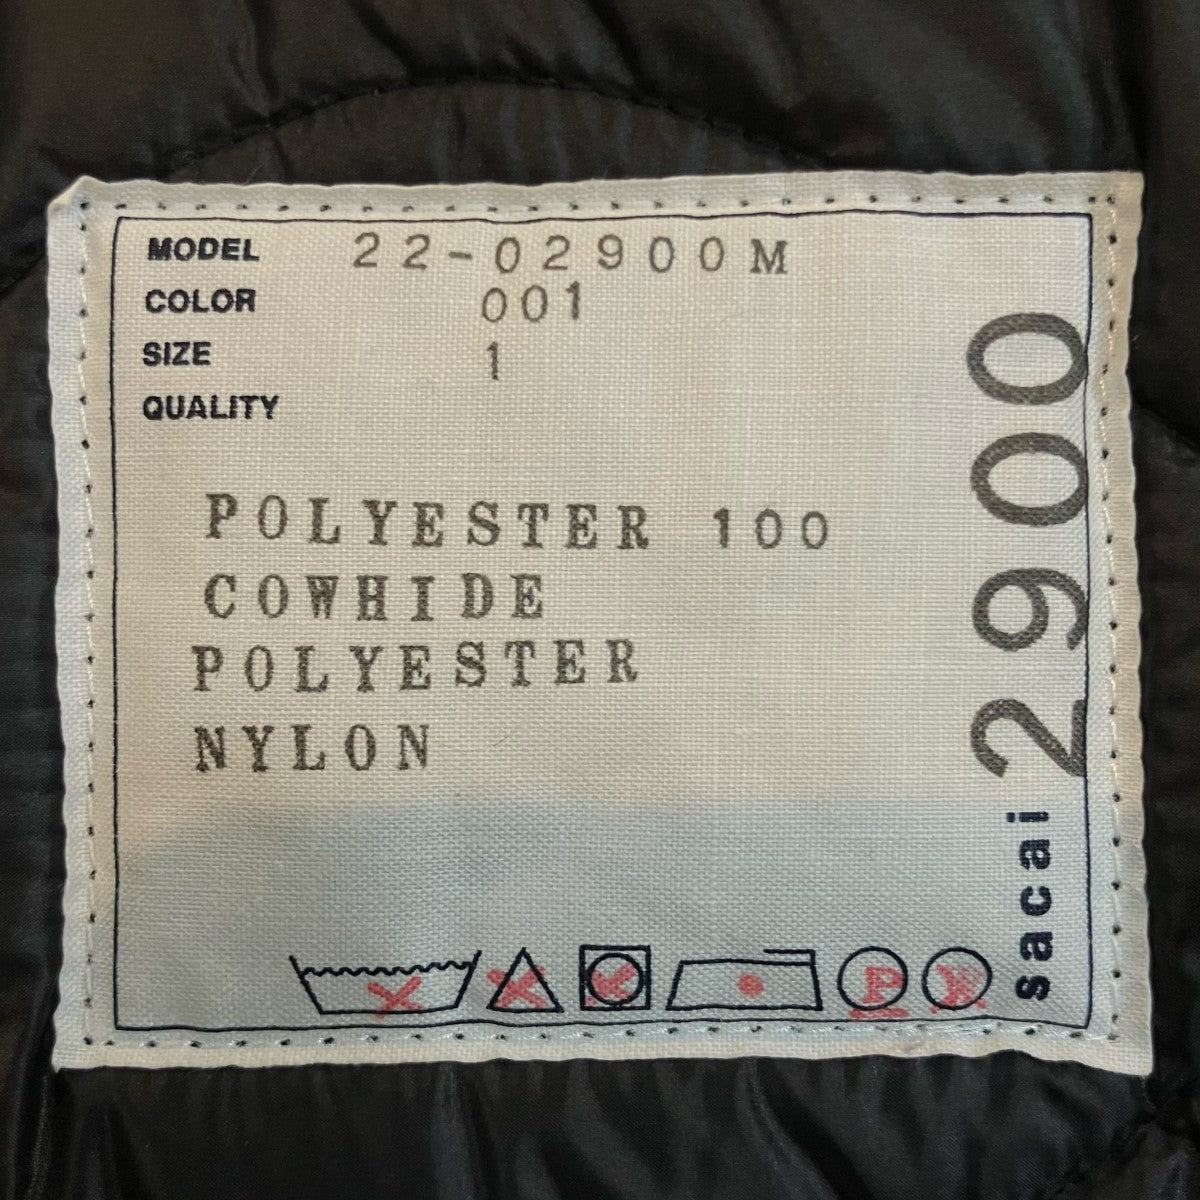 MODEL 22-02900M
COLOR 001
SIZE 1
QUALITY
POLYESTER 100
COWHIDE
POLYESTER
NYLON
P
sacai 2900